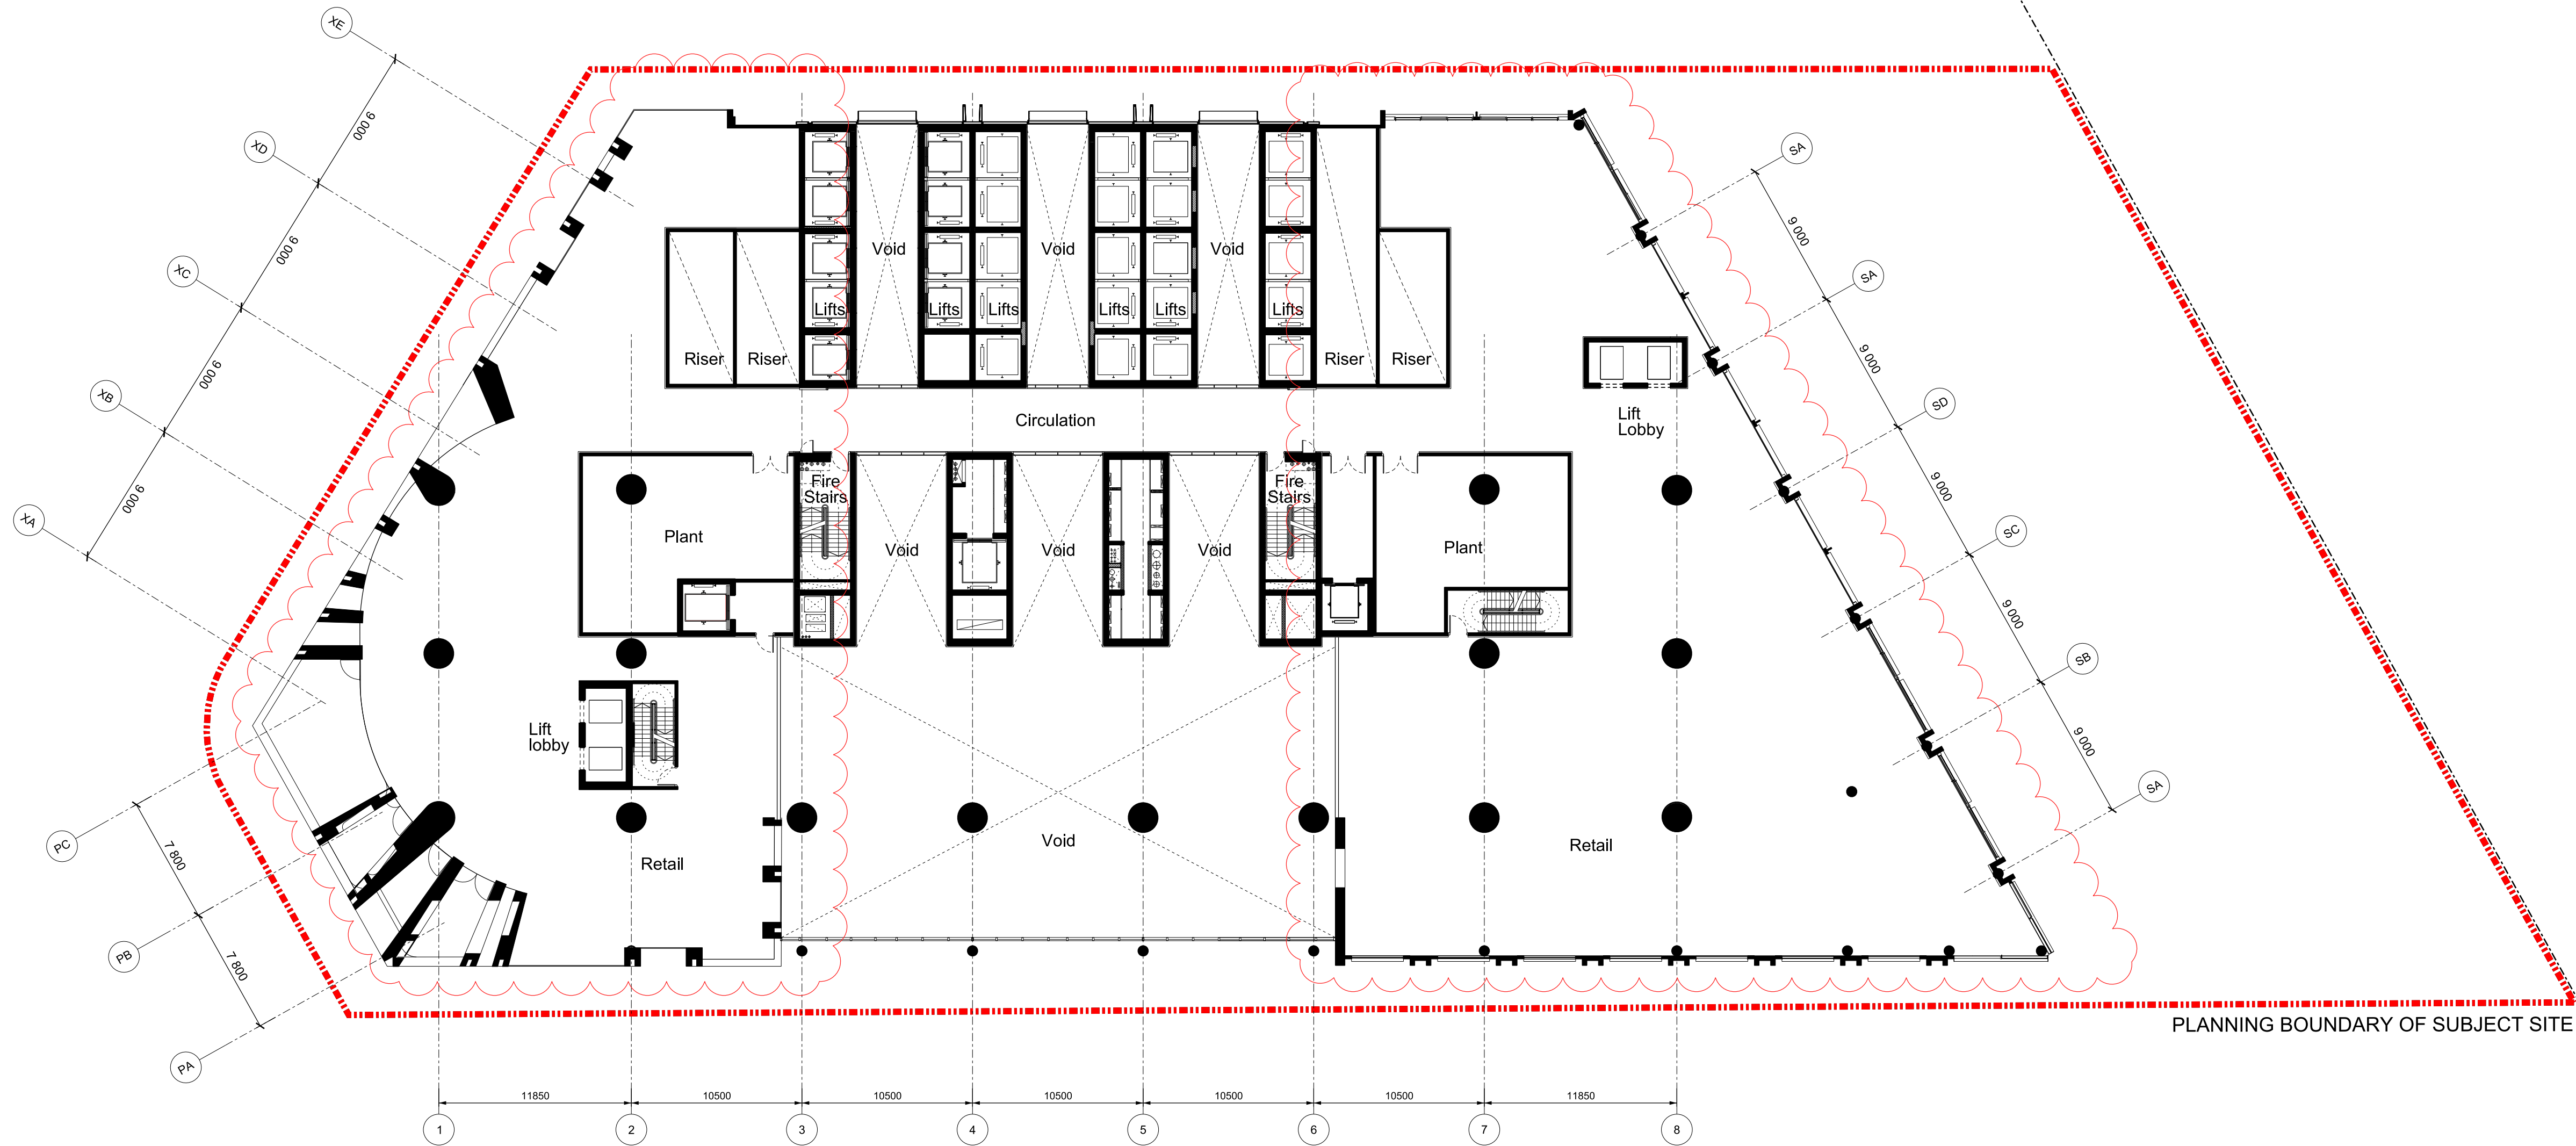 XE
9 000
XD
SA
9 000
XC
Void
Void
Void
9 000
SA
Lifts
Lifts
Lifts
Lifts
Lifts
Lifts
9 000
Riser
Riser
Riser
Riser
9 000
XB
SD
Circulation
Lift
Lobby
9 000
Fire
Stairs
Fire
Stairs
9 000
XA
SC
Plant
Void
Void
Void
Plant
9 000
SB
Lift
lobby
9 000
SA
PC
7 800
Void
Retail
Retail
PB
7 800
PLANNING BOUNDARY OF SUBJECT SITE
PA
11850
10500
10500
10500
10500
10500
11850
1
2
3
4
5
6
7
8